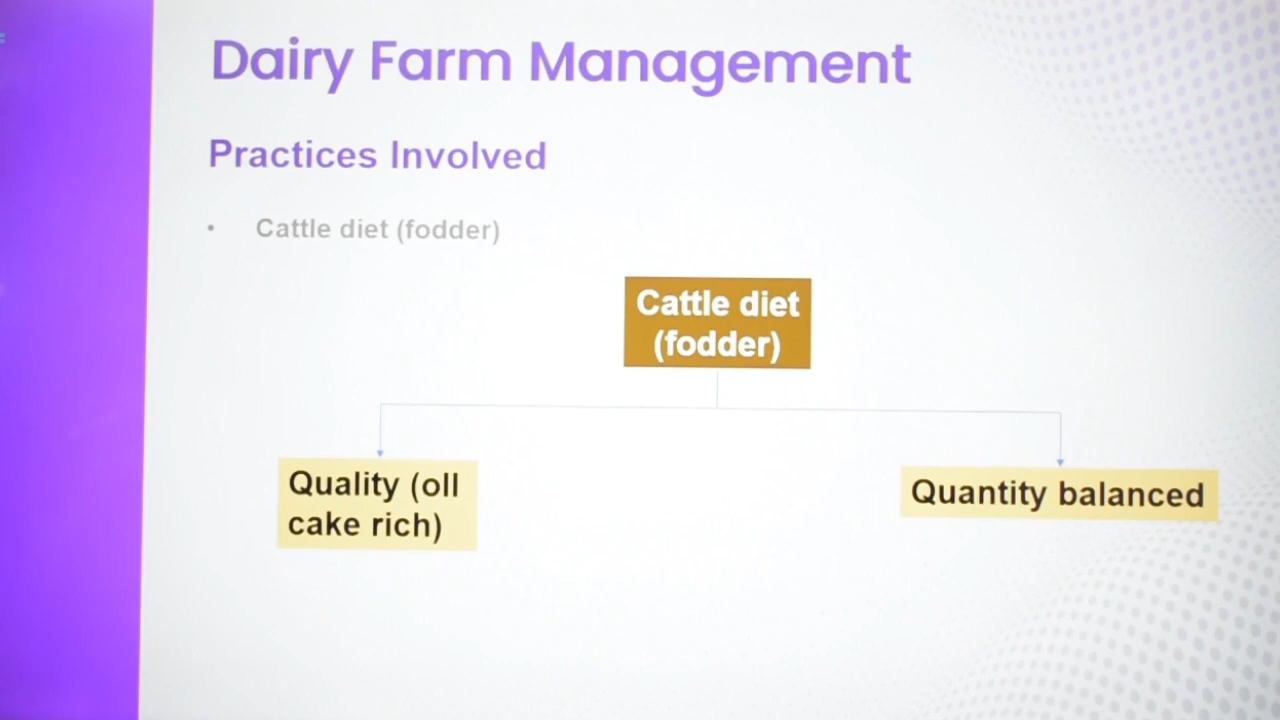 Dairy Farm Management
Practices Involved
• Cattle diet (fodder)
Cattle diet
(fodder)
Quality (oll
cake rich)
Quantity balanced